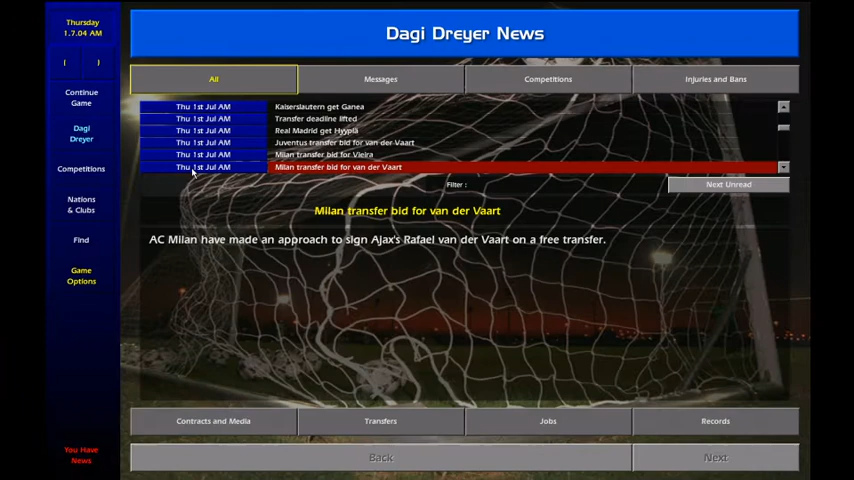 Thursday
1.7.04 AM
Dagi Dreyer News
( )
All
Messages
Competitions
Injuries and Bans
Continue
Game
Dagi
Dreyer
Competitions
Nations
& Clubs
Find
Game
Options
You Have
News
Thu 1st Jul AM Kaiserslautern get Ganea
Thu 1st Jul AM Transfer deadline lifted
Thu 1st Jul AM Real Madrid get Hyypiä
Thu 1st Jul AM Juventus transfer bid for van der Vaart
Thu 1st Jul AM Milan transfer bid for Vieira
Thu 1st Jul AM Milan transfer bid for van der Vaart
Filter :
Next Unread
Milan transfer bid for van der Vaart
AC Milan have made an approach to sign Ajax's Rafael van der Vaart on a free transfer.
Contracts and Media
Transfers
Jobs
Records
Back
Next